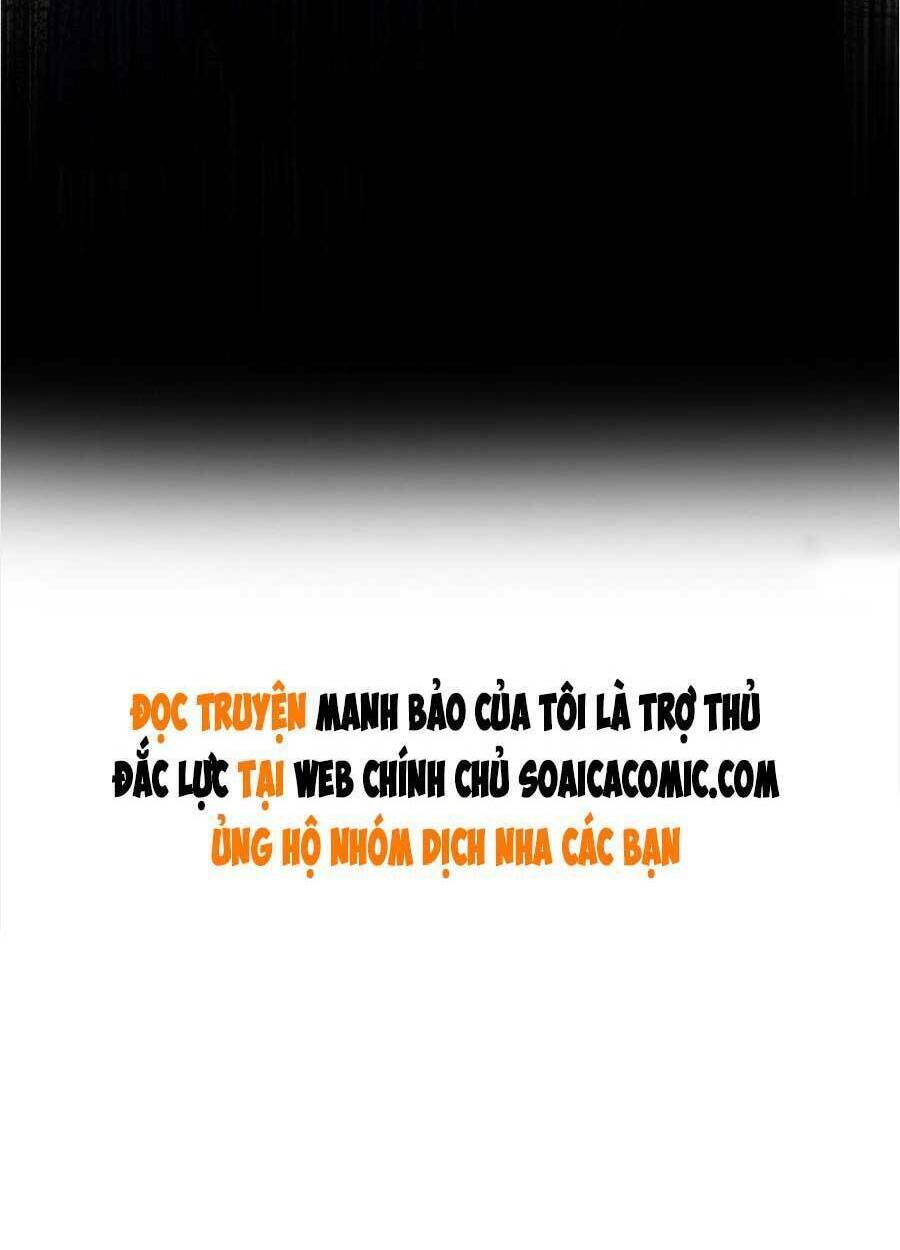 ĐỌC TRUYỆN MANH BẢO CỦA TÔI LÀ TRỢ THỦ
ĐẮC LỰC TẠI WEB CHÍNH CHỦ SOAICACOMIC.COM
ỦNG HỘ NHÓM DỊCH NHA CÁC BẠN